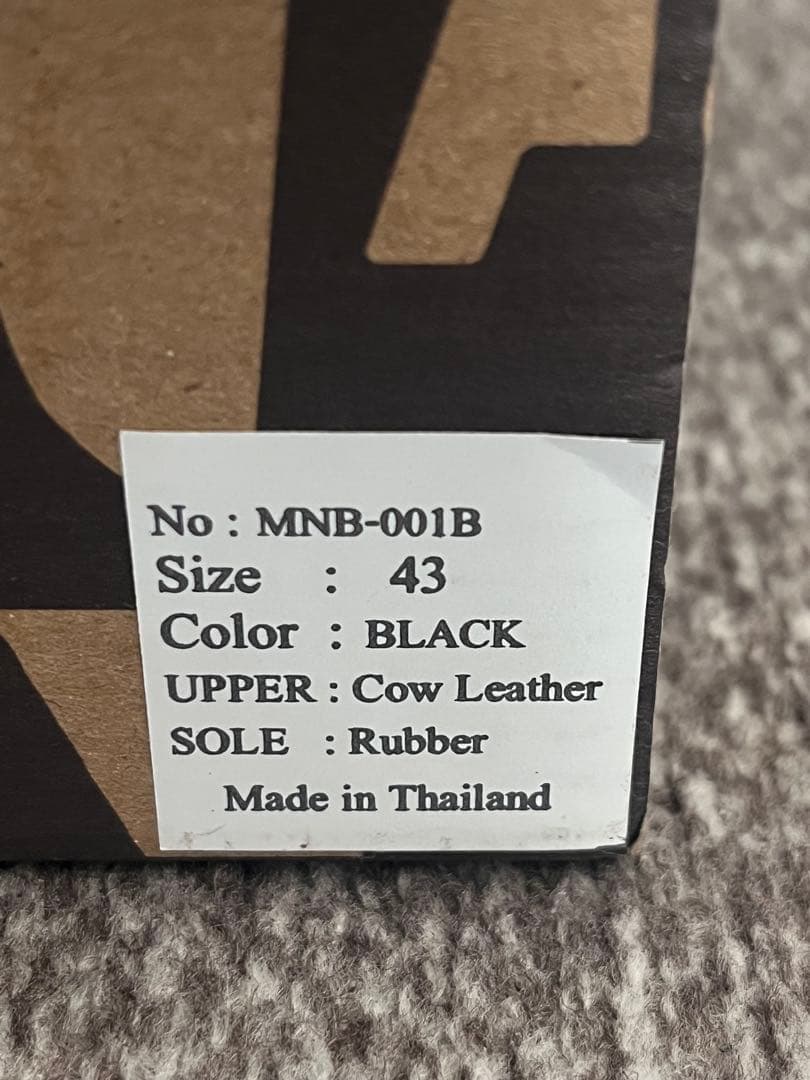 No : MNB-001B
Size : 43
Color : BLACK
UPPER : Cow Leather
SOLE : Rubber
Made in Thailand